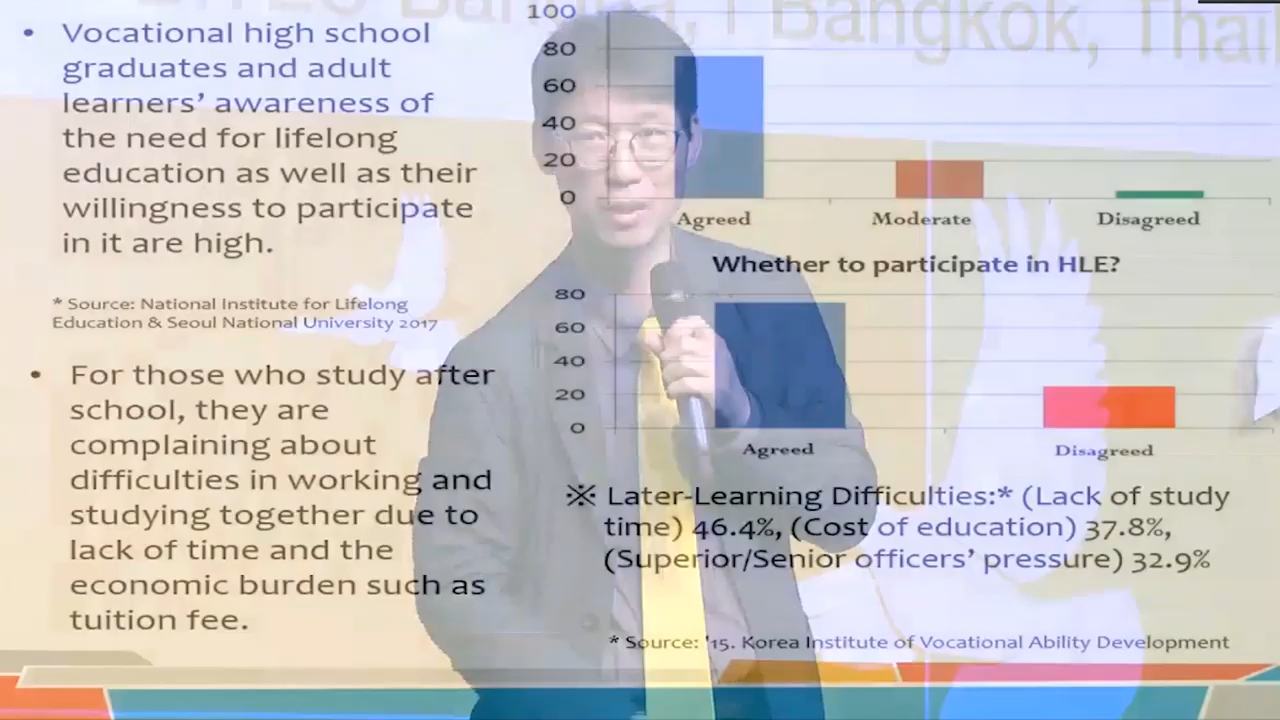 Bangkok, Thai
• Vocational high school
graduates and adult
learners’ awareness of
the need for lifelong
education as well as their
willingness to participate
in it are high.
* Source: National Institute for Lifelong
Education & Seoul National University 2017
• For those who study after
school, they are
complaining about
difficulties in working and
studying together due to
lack of time and the
economic burden such as
tuition fee.
100
80
60
40
20
0
Agreed Moderate Disagreed
Whether to participate in HLE?
80
60
40
20
0
Agreed Disagreed
※ Later-Learning Difficulties:* (Lack of study
time) 46.4%, (Cost of education) 37.8%,
(Superior/Senior officers’ pressure) 32.9%
* Source: '15. Korea Institute of Vocational Ability Development